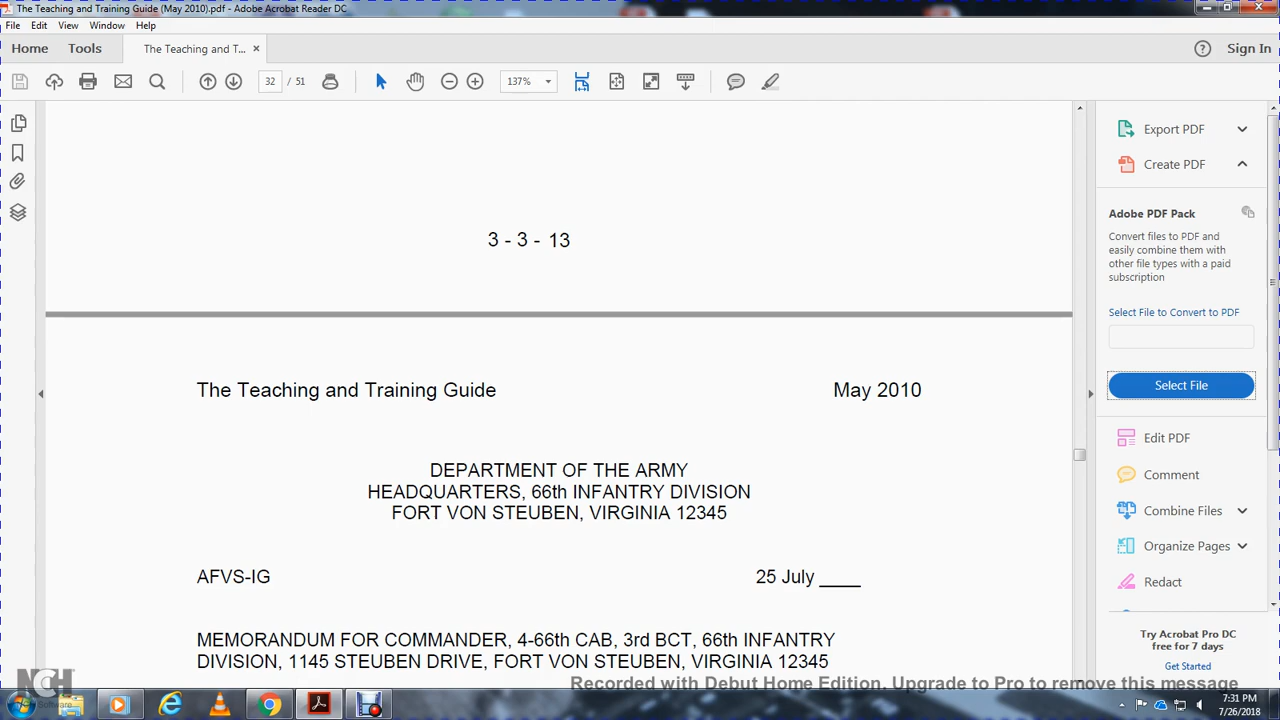 The Teaching and Training Guide (May 2010).pdf - Adobe Acrobat Reader DC
File Edit View Window Help
Home Tools The Teaching and T... × Sign In
32 / 51 137%
Export PDF
Create PDF
Adobe PDF Pack
Convert files to PDF and
easily combine them with
other file types with a paid
subscription
Select File to Convert to PDF
Select File
Edit PDF
Comment
Combine Files
Organize Pages
Redact
Try Acrobat Pro DC
free for 7 days
Get Started
3 - 3 - 13
The Teaching and Training Guide May 2010
DEPARTMENT OF THE ARMY
HEADQUARTERS, 66th INFANTRY DIVISION
FORT VON STEUBEN, VIRGINIA 12345
AFVS-IG 25 July ____
MEMORANDUM FOR COMMANDER, 4-66th CAB, 3rd BCT, 66th INFANTRY
DIVISION, 1145 STEUBEN DRIVE, FORT VON STEUBEN, VIRGINIA 12345
NCH
Software
Recorded with Debut Home Edition. Upgrade to Pro to remove this message
7:31 PM
7/26/2018